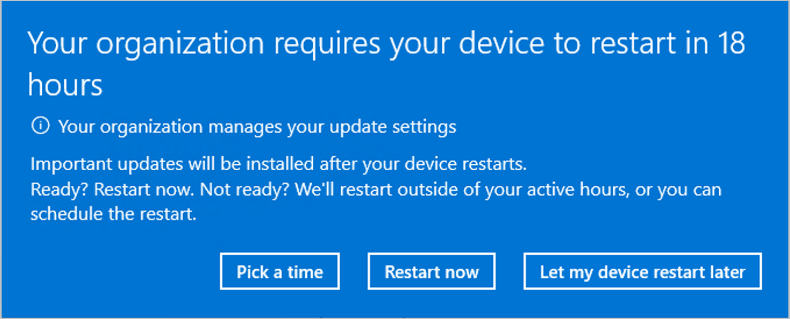 Your organization requires your device to restart in 18
hours
Your organization manages your update settings
Important updates will be installed after your device restarts.
Ready? Restart now. Not ready? We'll restart outside of your active hours, or you can
schedule the restart.
Pick a time
Restart now
Let my device restart later